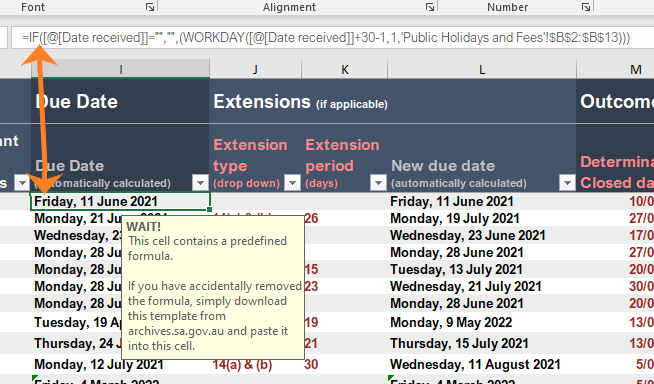 Font Alignment Number
=IF([@[Date received]]="","",(WORKDAY([@[Date received]]+30-1,1,'Public Holidays and Fees'!$B$2:$B$13)))
I J K L M
Due Date Extensions (if applicable) Outcome
Extension Extension
Due Date type period New due date Determina
s (automatically calculated) (drop down) (days) (automatically calculated) Closed da
Friday, 11 June 2021 Friday, 11 June 2021 10/0
Monday, 21 June 2021 14(a) & (b) 26 Monday, 19 July 2021 27/0
Wednesday, 23 Wednesday, 23 June 2021 17/0
Monday, 28 Ju Monday, 28 June 2021 27/0
Monday, 28 Ju 15 Tuesday, 13 July 2021 20/0
Monday, 28 Ju 23 Wednesday, 21 July 2021 30/0
Monday, 28 Ju Monday, 28 June 2021 20/0
Tuesday, 19 Ap 19 Monday, 9 May 2022 13/0
Thursday, 24 J 21 Thursday, 15 July 2021 13/0
Monday, 12 July 2021 14(a) & (b) 30 Wednesday, 11 August 2021 5/0
Friday, 4 March 2022 Friday, 4 March 2022
WAIT!
This cell contains a predefined
formula.
If you have accidentally removed
the formula, simply download
this template from
archives.sa.gov.au and paste it
into this cell.